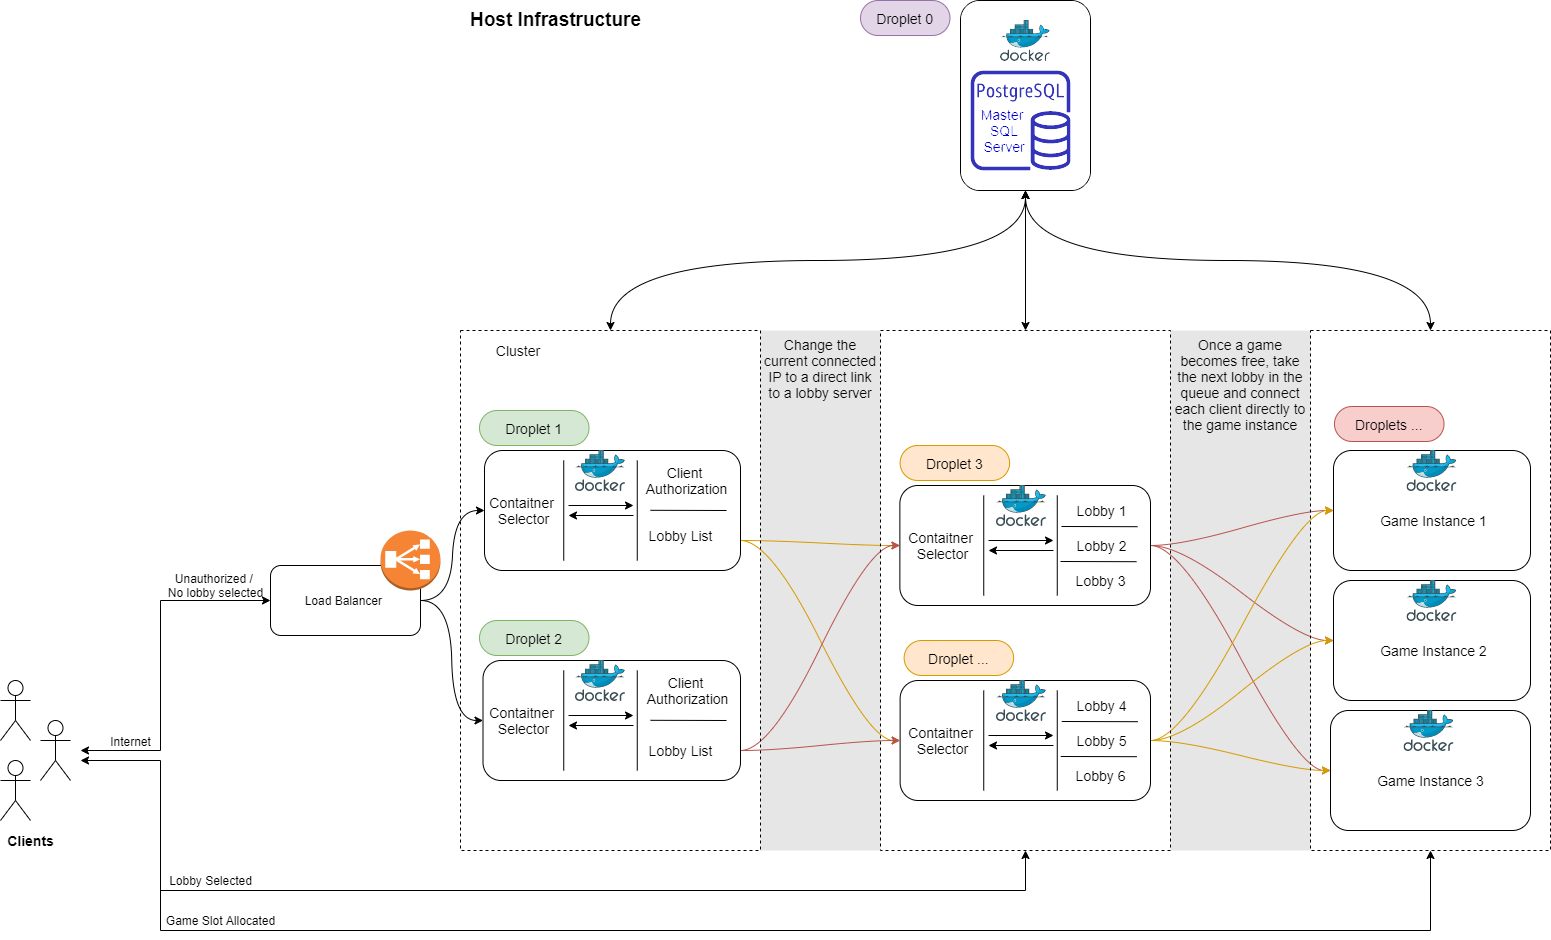 Host Infrastructure
Droplet 0
docker
PostgreSQL
Master
SQL
Server
Cluster
Change the
current connected
IP to a direct link
to a lobby server
Once a game
becomes free, take
the next lobby in the
queue and connect
each client directly to
the game instance
Droplet 1
Contaitner
Selector
docker
Client
Authorization
Lobby List
Droplet 2
Contaitner
Selector
docker
Client
Authorization
Lobby List
Droplet 3
Contaitner
Selector
docker
Lobby 1
Lobby 2
Lobby 3
Droplet ...
Contaitner
Selector
docker
Lobby 4
Lobby 5
Lobby 6
Droplets ...
docker
Game Instance 1
docker
Game Instance 2
docker
Game Instance 3
Load Balancer
Unauthorized /
No lobby selected
Internet
Clients
Lobby Selected
Game Slot Allocated